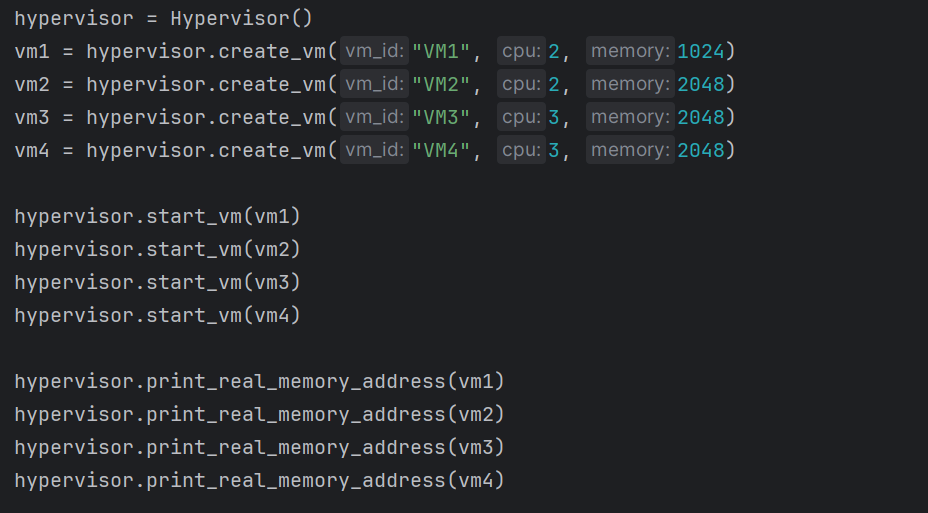 hypervisor = Hypervisor()
vm1 = hypervisor.create_vm(vm_id: "VM1", cpu: 2, memory: 1024)
vm2 = hypervisor.create_vm(vm_id: "VM2", cpu: 2, memory: 2048)
vm3 = hypervisor.create_vm(vm_id: "VM3", cpu: 3, memory: 2048)
vm4 = hypervisor.create_vm(vm_id: "VM4", cpu: 3, memory: 2048)
hypervisor.start_vm(vm1)
hypervisor.start_vm(vm2)
hypervisor.start_vm(vm3)
hypervisor.start_vm(vm4)
hypervisor.print_real_memory_address(vm1)
hypervisor.print_real_memory_address(vm2)
hypervisor.print_real_memory_address(vm3)
hypervisor.print_real_memory_address(vm4)